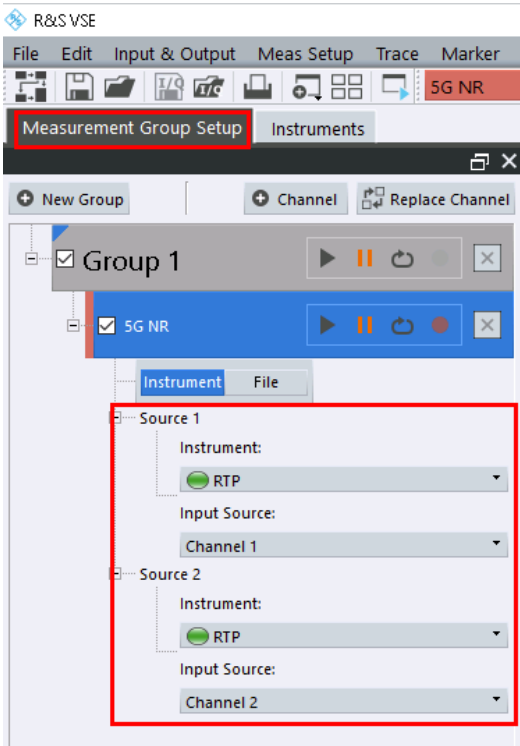 R&S VSE
File Edit Input & Output Meas Setup Trace Marker
5G NR
Measurement Group Setup Instruments
New Group Channel Replace Channel
Group 1
5G NR
Instrument File
Source 1
Instrument:
RTP
Input Source:
Channel 1
Source 2
Instrument:
RTP
Input Source:
Channel 2